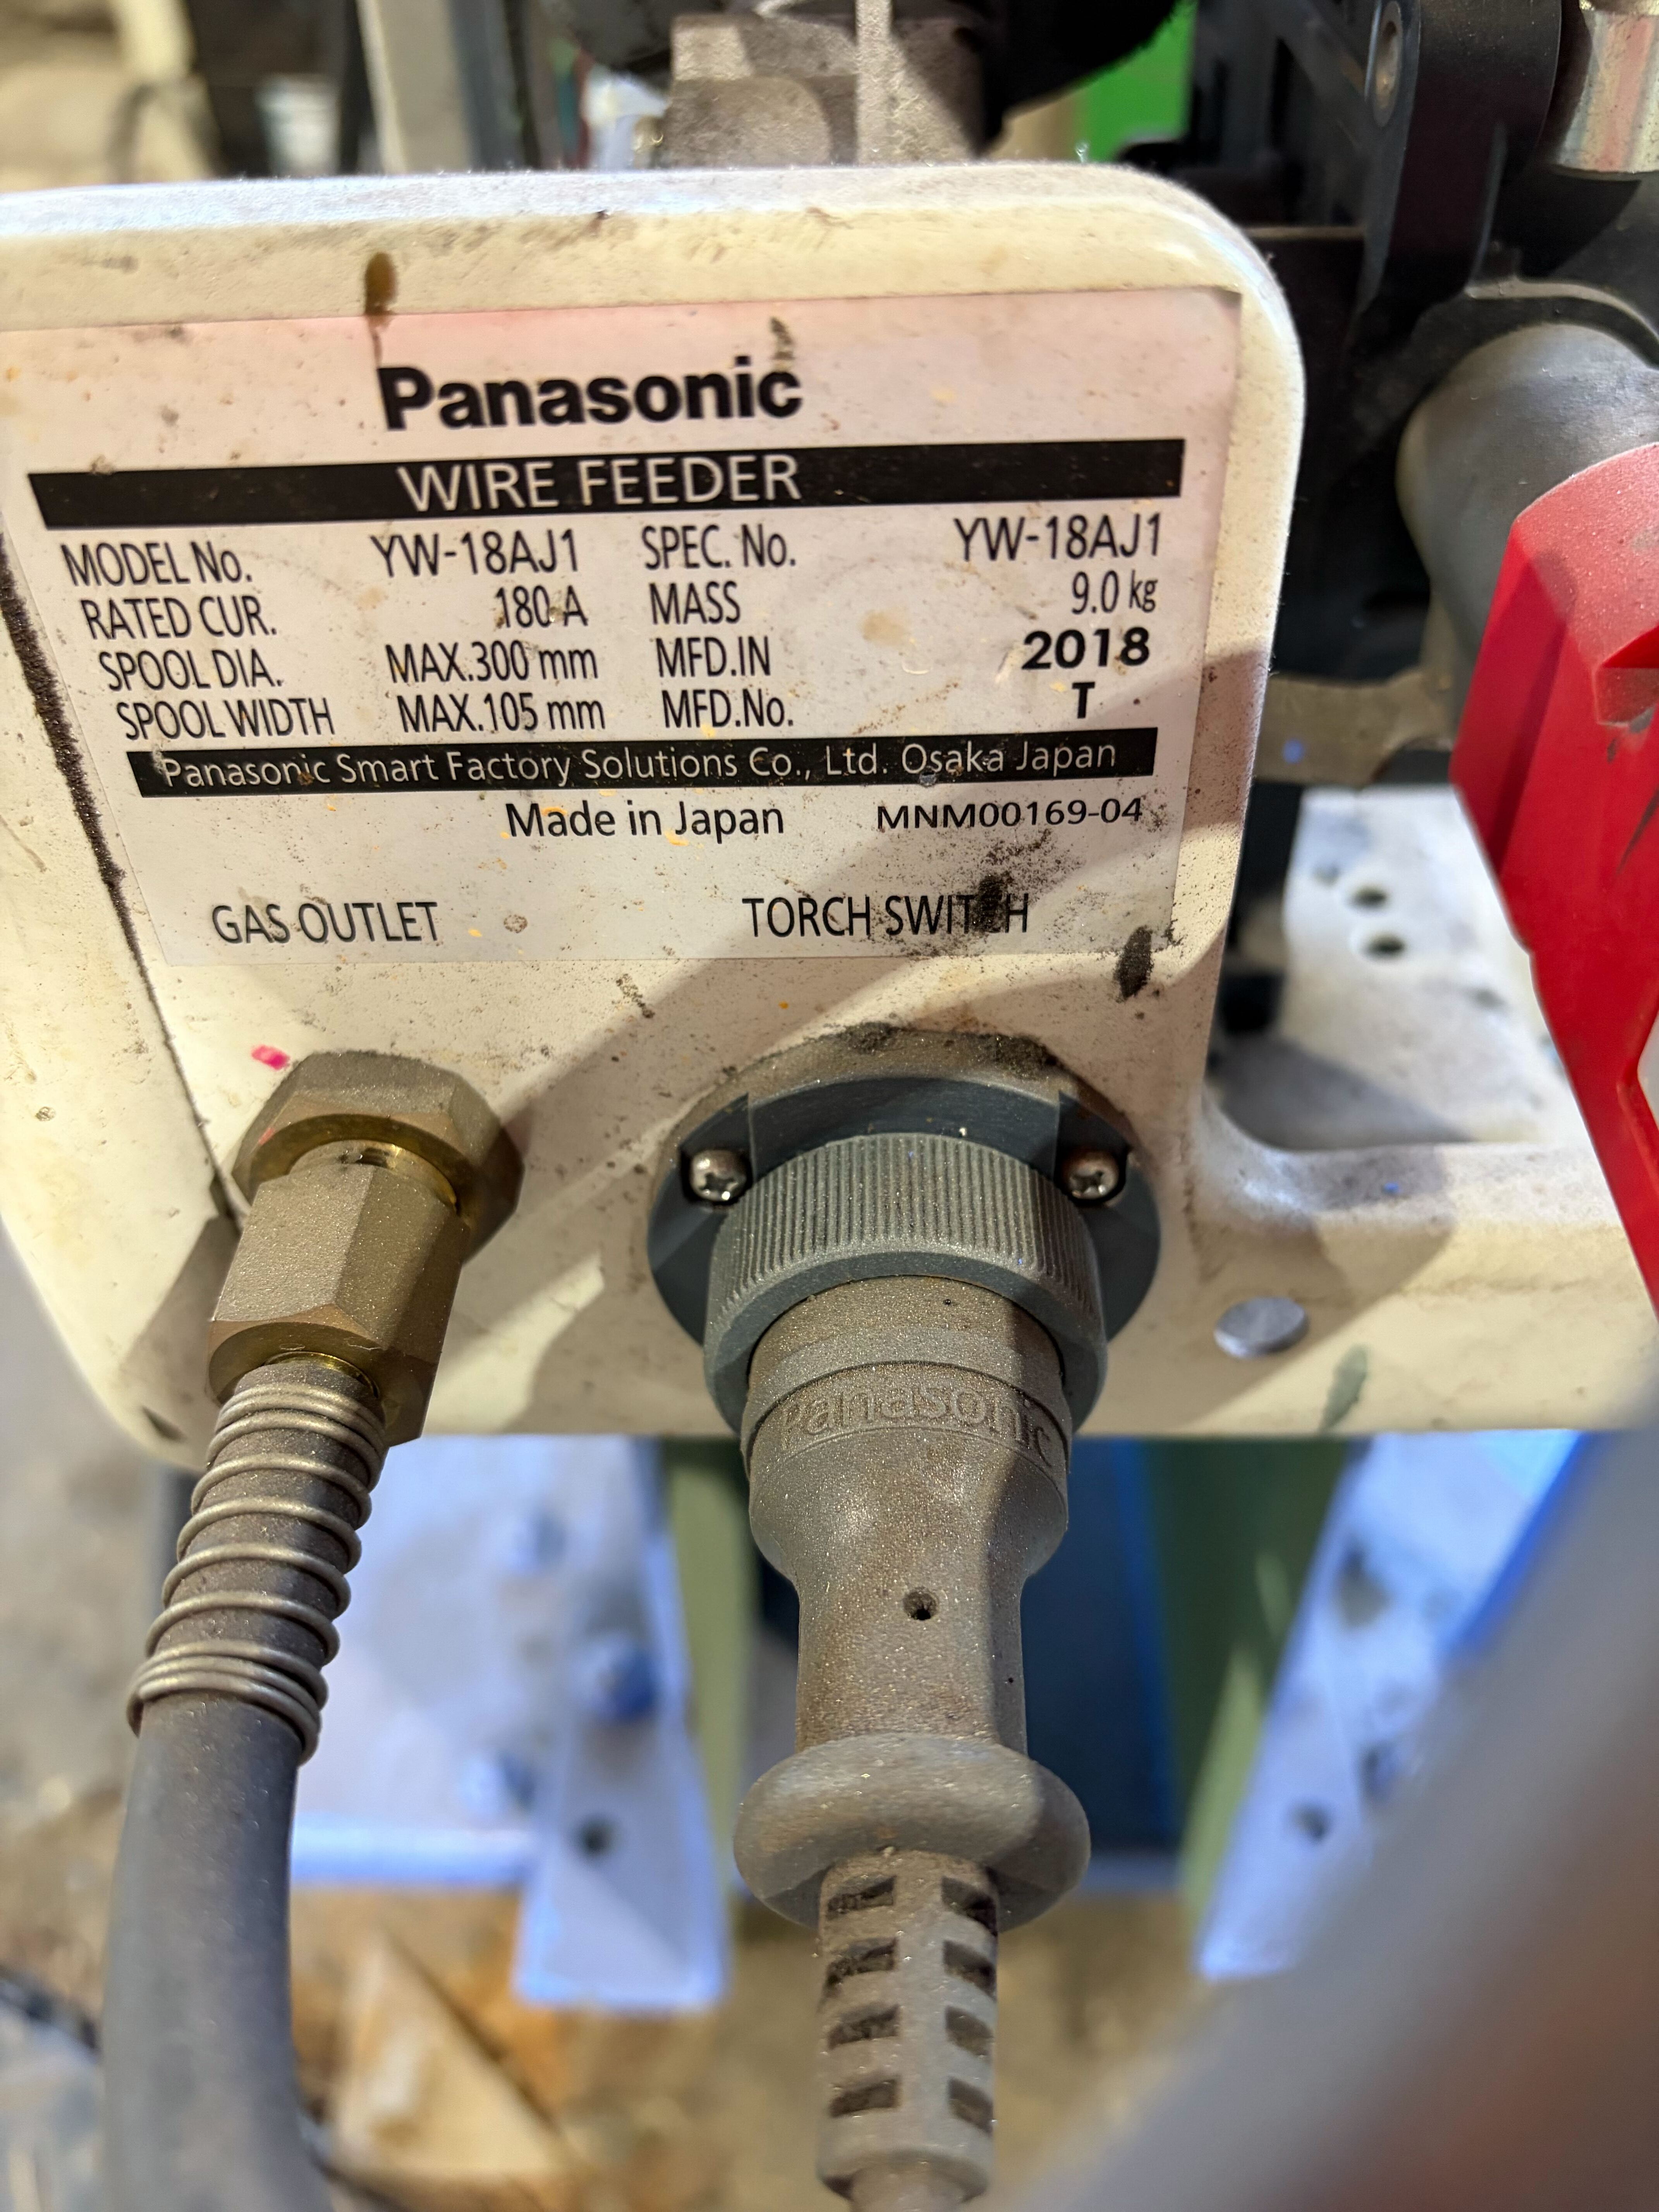 Panasonic
WIRE FEEDER
MODEL No. YW-18AJ1 SPEC. No. YW-18AJ1
RATED CUR. 180 A MASS 9.0 kg
SPOOL DIA. MAX.300 mm MFD.IN 2018
SPOOL WIDTH MAX.105 mm MFD.No. T
Panasonic Smart Factory Solutions Co., Ltd. Osaka Japan
Made in Japan MNM00169-04
GAS OUTLET TORCH SWITCH
Panasonic